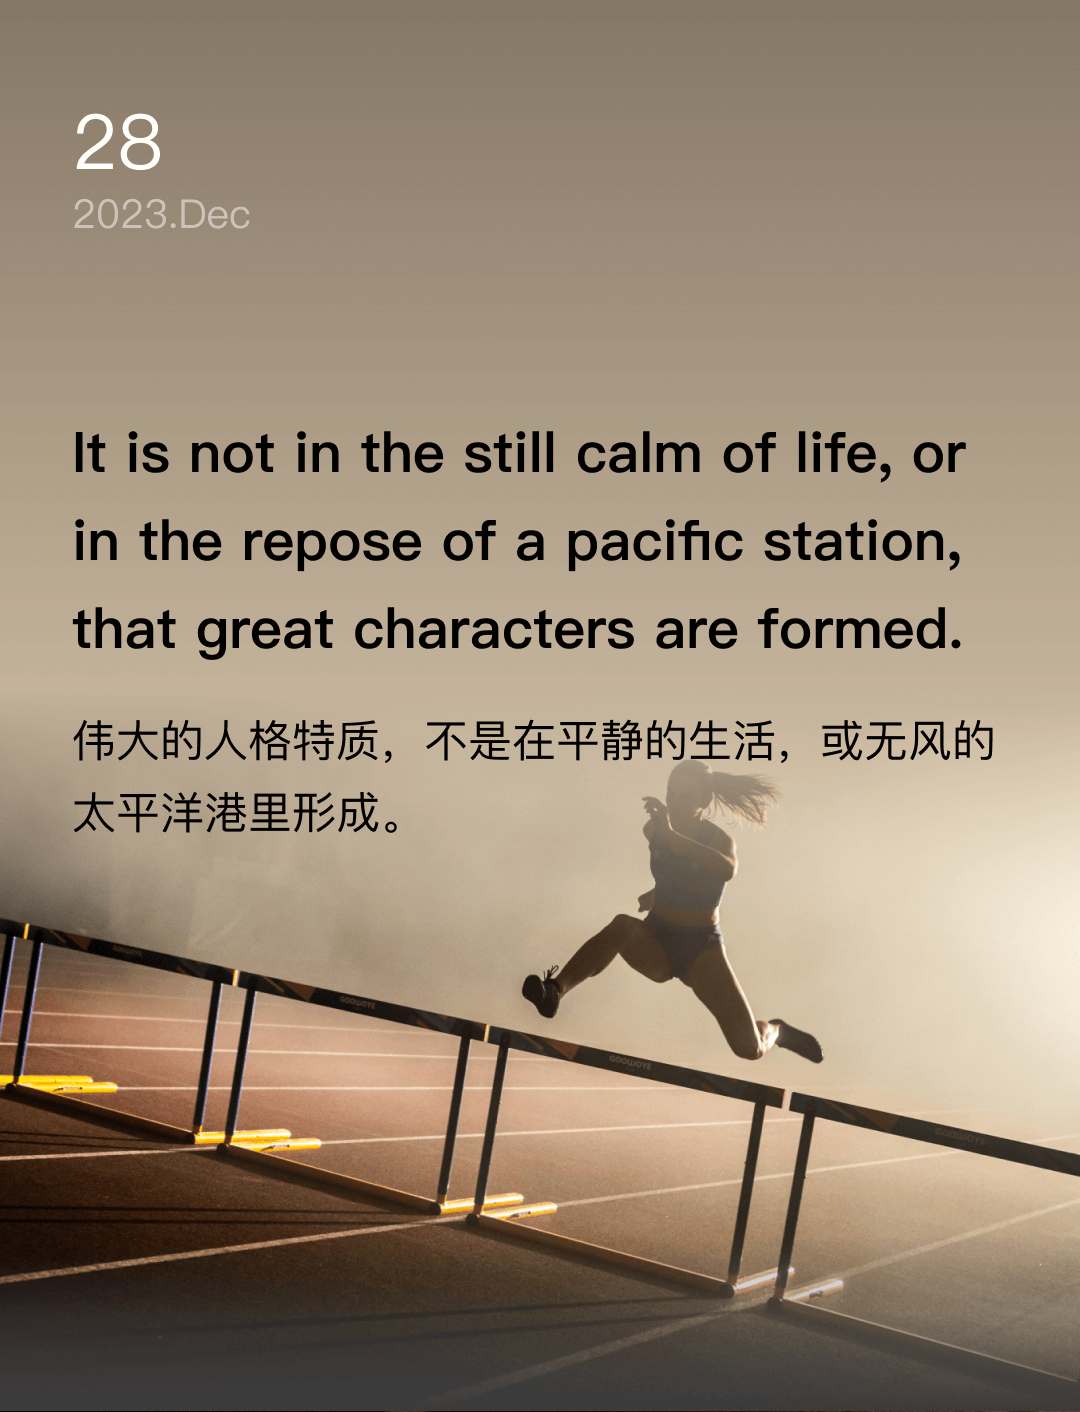 28
2023.Dec
It is not in the still calm of life, or
in the repose of a pacific station,
that great characters are formed.
伟大的人格特质，不是在平静的生活，或无风的
太平洋港里形成。
GOOWOYE
GOOWOYE